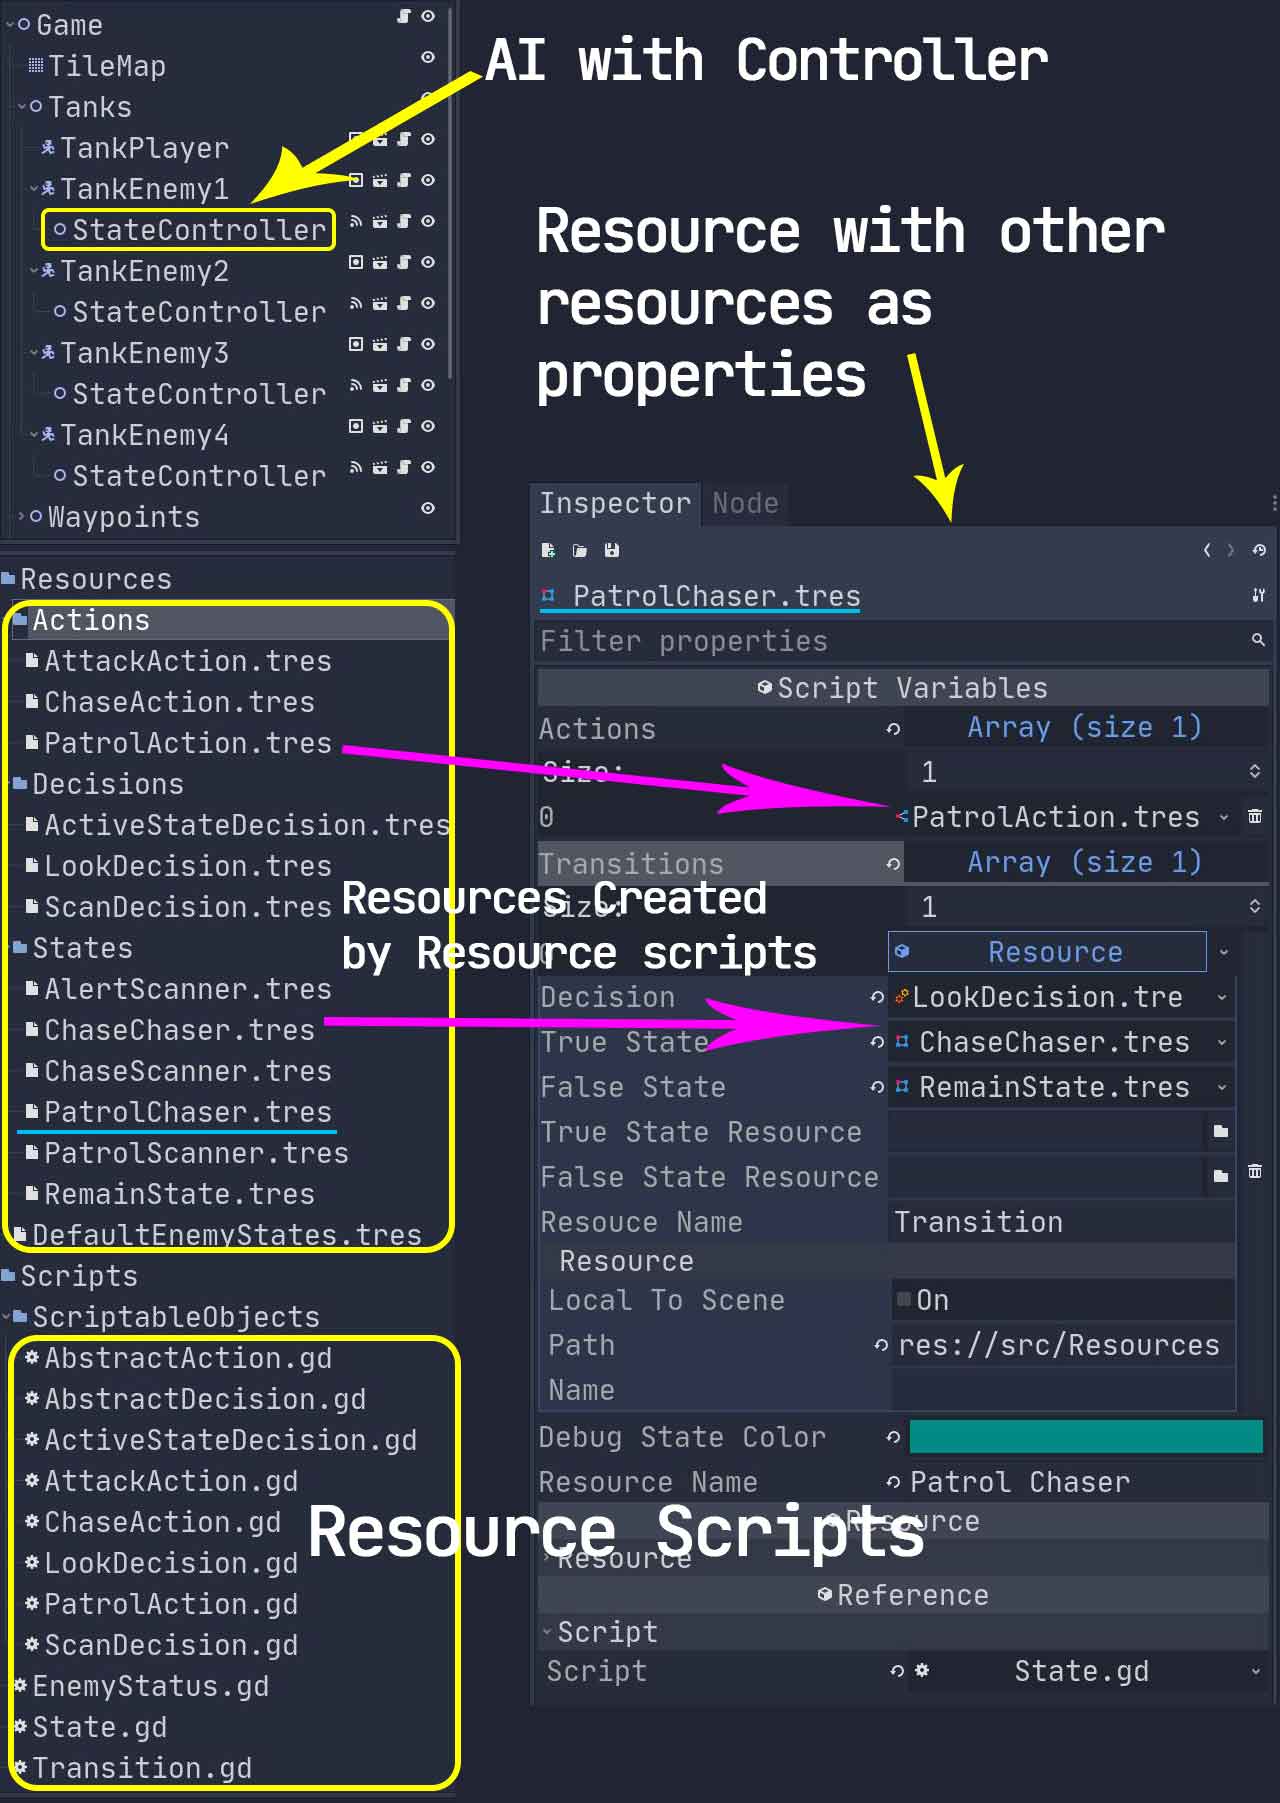 Game
TileMap
Tanks
TankPlayer
TankEnemy1
StateController
TankEnemy2
StateController
TankEnemy3
StateController
TankEnemy4
StateController
Waypoints
AI with Controller
Resource with other
resources as
properties
Resources
Actions
AttackAction.tres
ChaseAction.tres
PatrolAction.tres
Decisions
ActiveStateDecision.tres
LookDecision.tres
ScanDecision.tres
States
AlertScanner.tres
ChaseChaser.tres
ChaseScanner.tres
PatrolChaser.tres
PatrolScanner.tres
RemainState.tres
DefaultEnemyStates.tres
Scripts
ScriptableObjects
AbstractAction.gd
AbstractDecision.gd
ActiveStateDecision.gd
AttackAction.gd
ChaseAction.gd
LookDecision.gd
PatrolAction.gd
ScanDecision.gd
EnemyStatus.gd
State.gd
Transition.gd
Resources Created
by Resource scripts
Resource Scripts
Inspector Node
PatrolChaser.tres
Filter properties
Script Variables
Actions Array (size 1)
Size: 1
0 PatrolAction.tres
Transitions Array (size 1)
Size: 1
0 Resource
Decision LookDecision.tre
True State ChaseChaser.tres
False State RemainState.tres
True State Resource
False State Resource
Resouce Name Transition
Resource
Local To Scene On
Path res://src/Resources
Name
Debug State Color
Resource Name Patrol Chaser
Resource
Resource
Reference
Script
Script State.gd